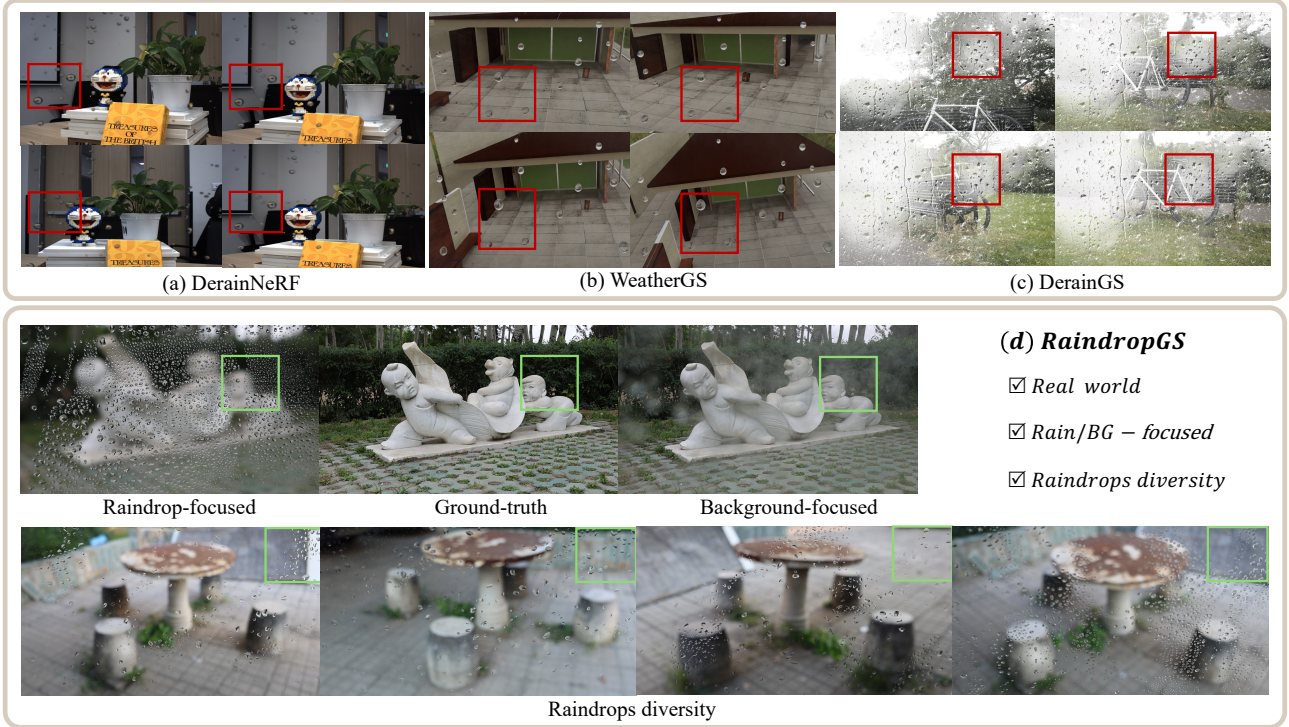 TREASURES
OF
THE BRITISH
TREASURES
TREASURES
TREASURES
(a) DerainNeRF
(b) WeatherGS
(c) DerainGS
(d) RaindropGS
☑ Real world
☑ Rain/BG − focused
☑ Raindrops diversity
Raindrop-focused
Ground-truth
Background-focused
Raindrops diversity